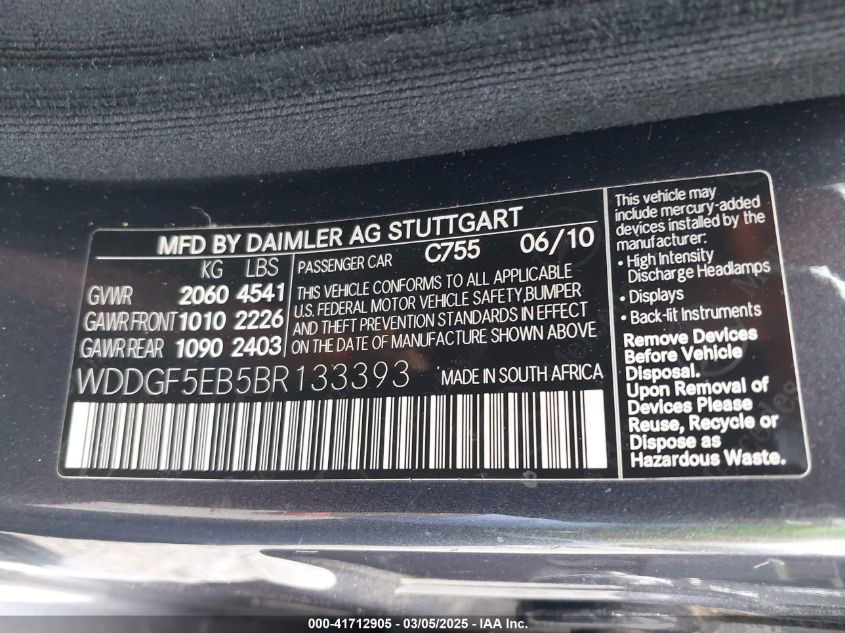 MFD BY DAIMLER AG STUTTGART
KG LBS
GVWR 2060 4541
GAWR FRONT 1010 2226
GAWR REAR 1090 2403
PASSENGER CAR C755 06/10
THIS VEHICLE CONFORMS TO ALL APPLICABLE
U.S. FEDERAL MOTOR VEHICLE SAFETY, BUMPER
AND THEFT PREVENTION STANDARDS IN EFFECT
ON THE DATE OF MANUFACTURE SHOWN ABOVE
WDDGF5EB5BR133393 MADE IN SOUTH AFRICA
This vehicle may
include mercury-added
devices installed by the
manufacturer:
• High Intensity
Discharge Headlamps
• Displays
• Back-lit Instruments
Remove Devices
Before Vehicle
Disposal.
Upon Removal of
Devices Please
Reuse, Recycle or
Dispose as
Hazardous Waste.
000-41712905 - 03/05/2025 - IAA Inc.